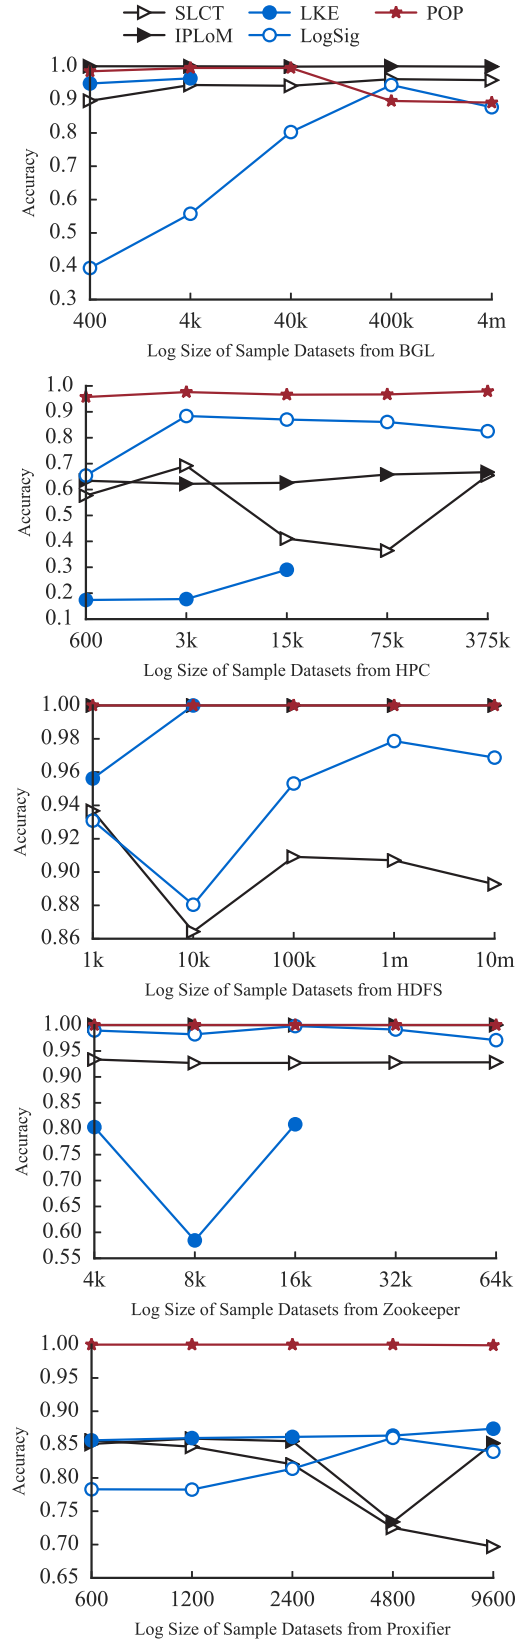 SLCT LKE POP
IPLoM LogSig
1.0
0.9
0.8
0.7
0.6
0.5
0.4
0.3
Accuracy
400 4k 40k 400k 4m
Log Size of Sample Datasets from BGL
1.0
0.9
0.8
0.7
0.6
0.5
0.4
0.3
0.2
0.1
Accuracy
600 3k 15k 75k 375k
Log Size of Sample Datasets from HPC
1.00
0.98
0.96
0.94
0.92
0.90
0.88
0.86
Accuracy
1k 10k 100k 1m 10m
Log Size of Sample Datasets from HDFS
1.00
0.95
0.90
0.85
0.80
0.75
0.70
0.65
0.60
0.55
Accuracy
4k 8k 16k 32k 64k
Log Size of Sample Datasets from Zookeeper
1.00
0.95
0.90
0.85
0.80
0.75
0.70
0.65
Accuracy
600 1200 2400 4800 9600
Log Size of Sample Datasets from Proxifier